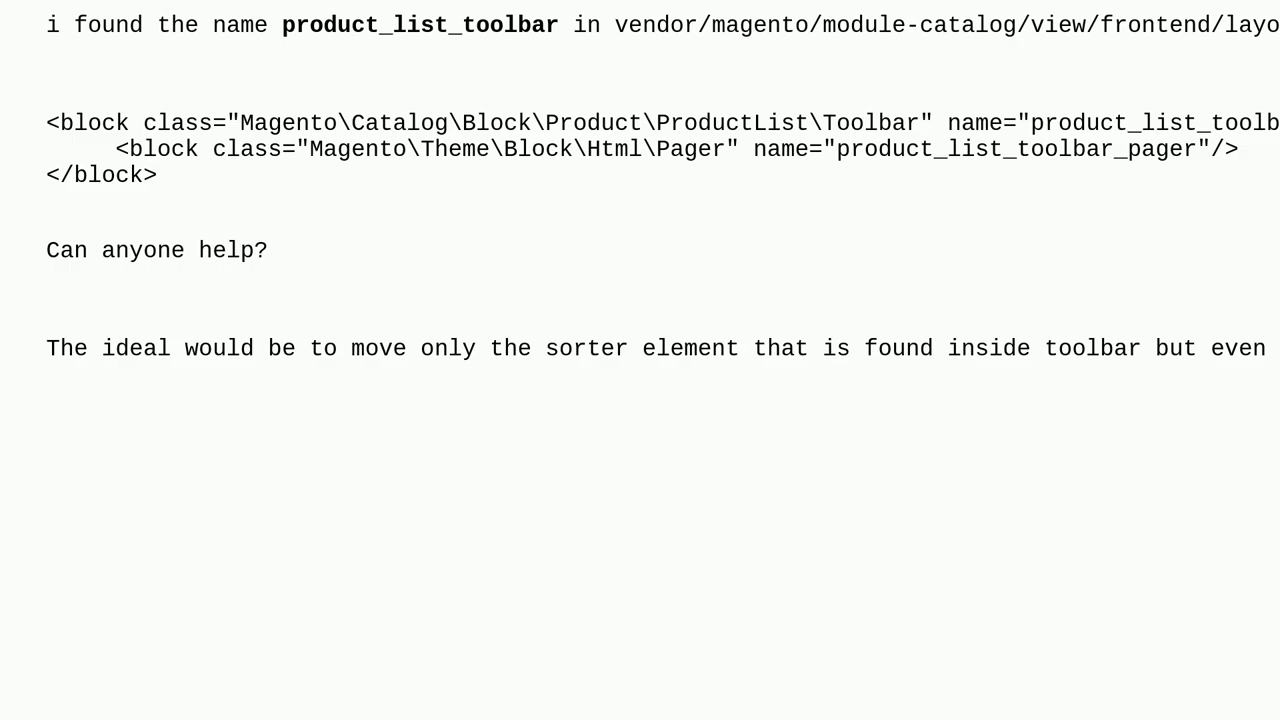 i found the name product_list_toolbar in vendor/magento/module-catalog/view/frontend/layo
<block class="Magento\Catalog\Block\Product\ProductList\Toolbar" name="product_list_toolb
<block class="Magento\Theme\Block\Html\Pager" name="product_list_toolbar_pager"/>
</block>
Can anyone help?
The ideal would be to move only the sorter element that is found inside toolbar but even